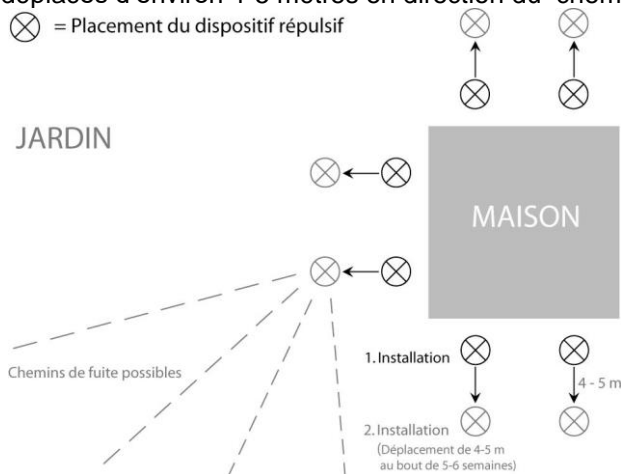 déplacés d'environ 4-5 mètres en direction du
= Placement du dispositif répulsif
JARDIN
MAISON
Chemins de fuite possibles
1. Installation
4 - 5 m
2. Installation
(Déplacement de 4-5 m
au bout de 5-6 semaines)